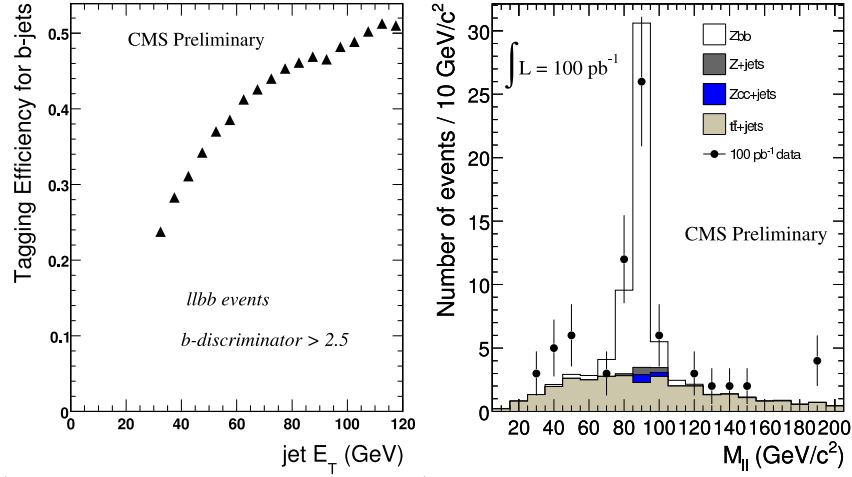 Tagging Efficiency for b-jets
0.5
0.4
0.3
0.2
0.1
0
CMS Preliminary
llbb events
b-discriminator > 2.5
0 20 40 60 80 100 120
jet E_T (GeV)
Number of events / 10 GeV/c²
30
25
20
15
10
5
0
∫L = 100 pb⁻¹
Zbb
Z+jets
Zcc+jets
tt̄+jets
100 pb⁻¹ data
CMS Preliminary
20 40 60 80 100 120 140 160 180 200
M_ll (GeV/c²)